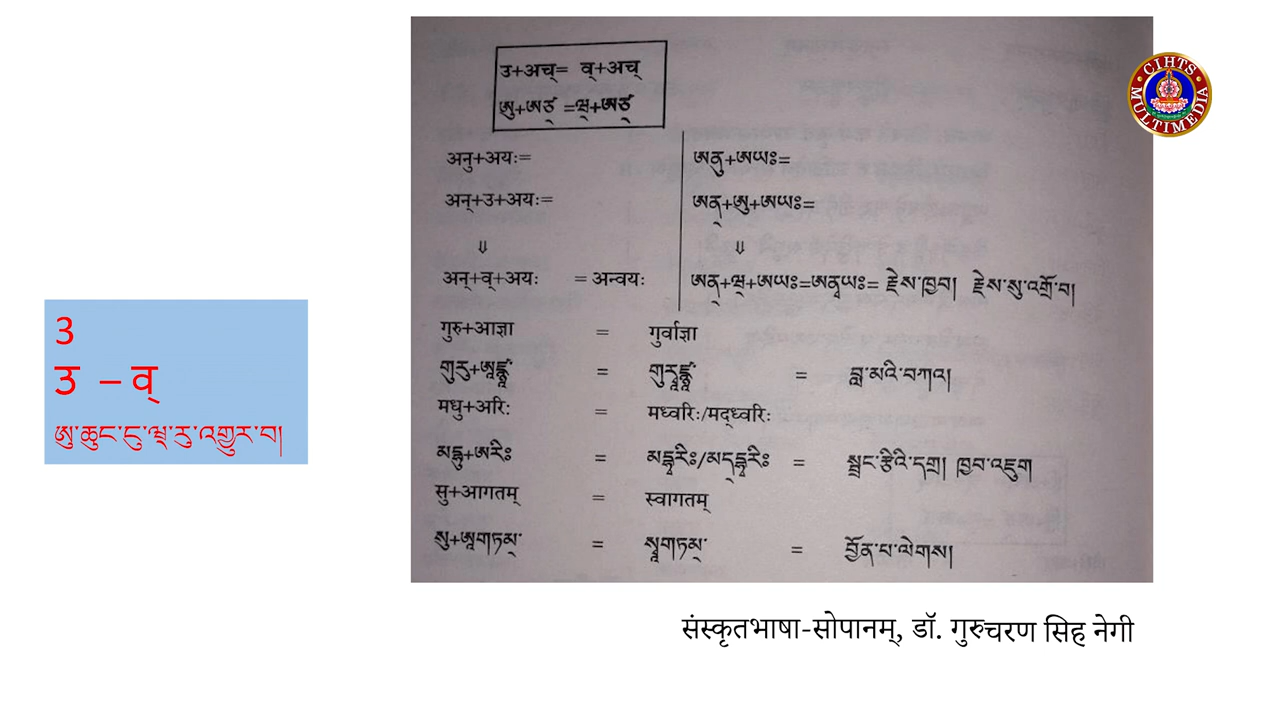 उ+अच्= व्+अच्
ཨུ+ཨཙ྄ =ཝ྄+ཨཙ྄
अनु+अयः=
ཨནུ+ཨཡཿ=
अन्+उ+अयः=
ཨན྄+ཨུ+ཨཡཿ=
⇓ ⇓
अन्+व्+अयः = अन्वयः
ཨན྄+ཝ྄+ཨཡཿ=ཨནྭཡཿ= རྗེས་ཁྱབ། རྗེས་སུ་འགྲོ་བ།
गुरु+आज्ञा = गुर्वाज्ञा
= = བླ་མའི་བཀའ།
मधु+अरिः = मध्वरिः/मद्ध्वरिः
མདྷུ+ཨརིཿ = མདྷྭརིཿ/མད྄དྷྭརིཿ = སྦྲང་རྩིའི་དགྲ། ཁྱབ་འཇུག
सु+आगतम् = स्वागतम्
སུ+ཨཱགཏམ྄ = སྭཱགཏམ྄ = བྱོན་པ་ལེགས།
3
उ – व्
ཨུ་ཆུང་ངུ་ཝ་རུ་འགྱུར་བ།
CIHTS
MULTIMEDIA
संस्कृतभाषा-सोपानम्, डॉ. गुरुचरण सिह नेगी